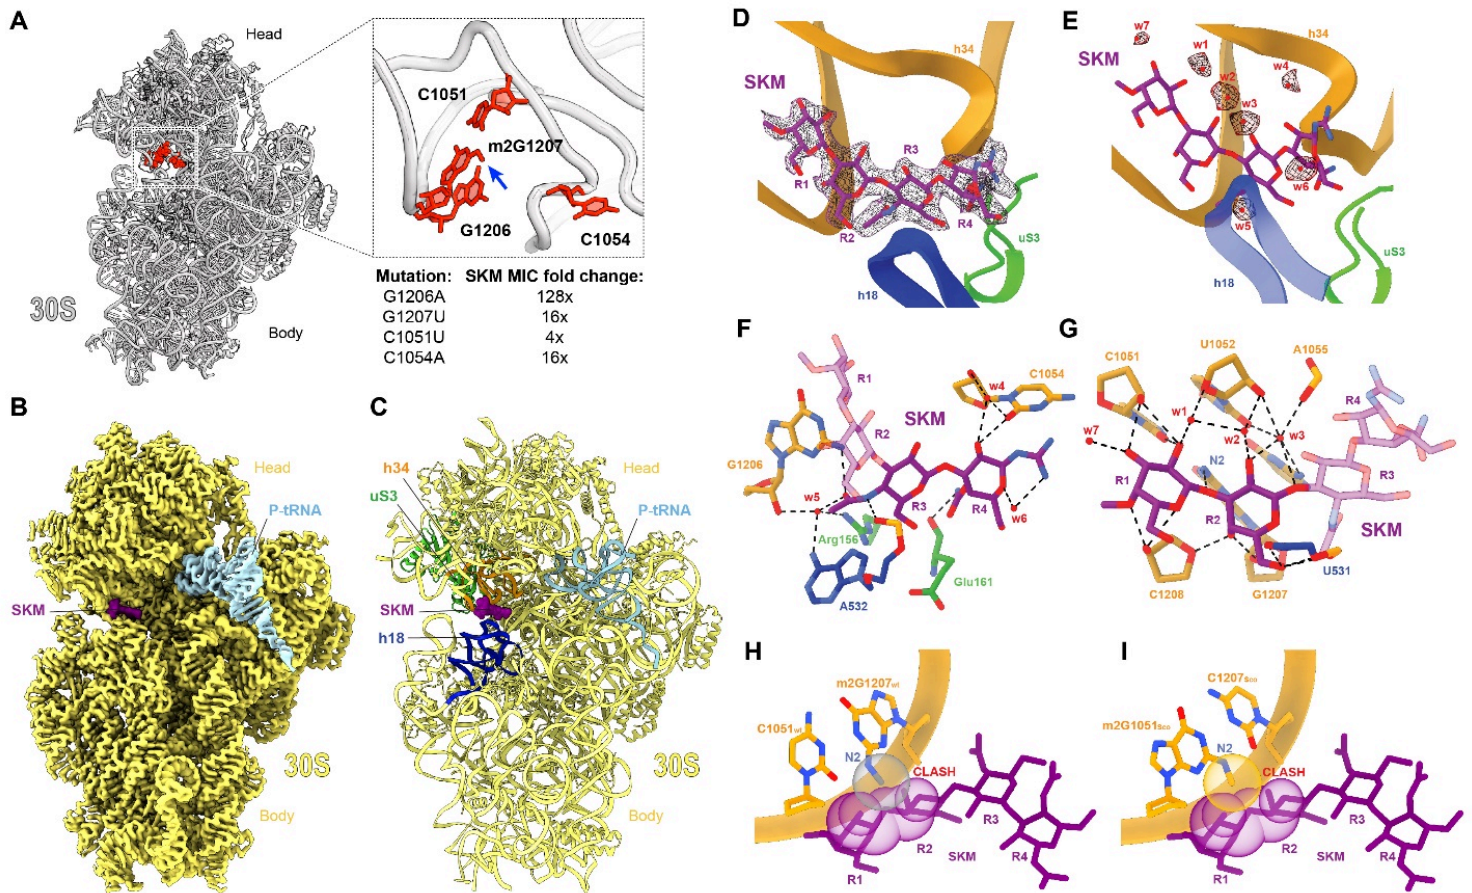 A
Head
30S
Body
C1051
m2G1207
G1206
C1054
Mutation: SKM MIC fold change:
G1206A 128x
G1207U 16x
C1051U 4x
C1054A 16x
B
Head
P-tRNA
SKM
30S
Body
C
h34
uS3
Head
P-tRNA
SKM
h18
30S
Body
D
h34
SKM
R3
R1
R2
R4
uS3
h18
E
w7
w1
h34
SKM
w2
w4
w3
w6
w5
uS3
h18
F
R1
C1054
w4
SKM
R2
G1206
w5
R3
R4
w6
Arg156
Glu161
A532
G
U1052
C1051
A1055
R4
w1
w7
w2
w3
N2
R1
R3
R2
SKM
U531
C1208
G1207
H
m2G1207wt
C1051wt
N2
CLASH
R3
R2
SKM
R4
R1
I
C1207Sco
m2G1051Sco
N2
CLASH
R3
R2
SKM
R4
R1